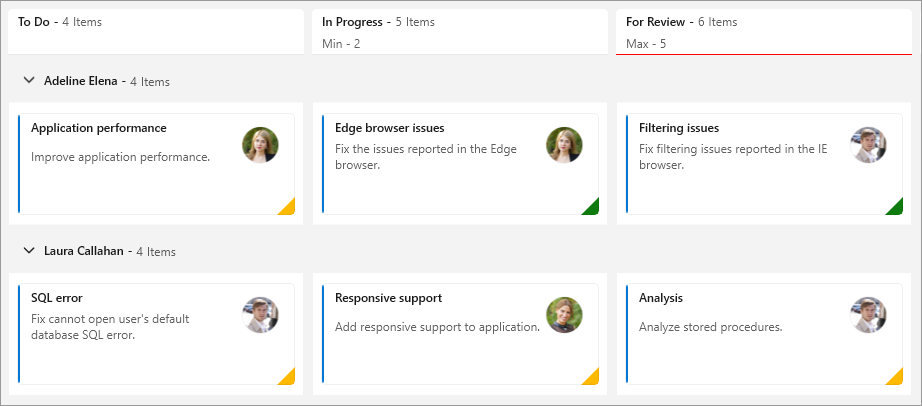 To Do - 4 Items
In Progress - 5 Items
Min - 2
For Review - 6 Items
Max - 5
Adeline Elena - 4 Items
Application performance
Improve application performance.
Edge browser issues
Fix the issues reported in the Edge
browser.
Filtering issues
Fix filtering issues reported in the IE
browser.
Laura Callahan - 4 Items
SQL error
Fix cannot open user's default
database SQL error.
Responsive support
Add responsive support to application.
Analysis
Analyze stored procedures.